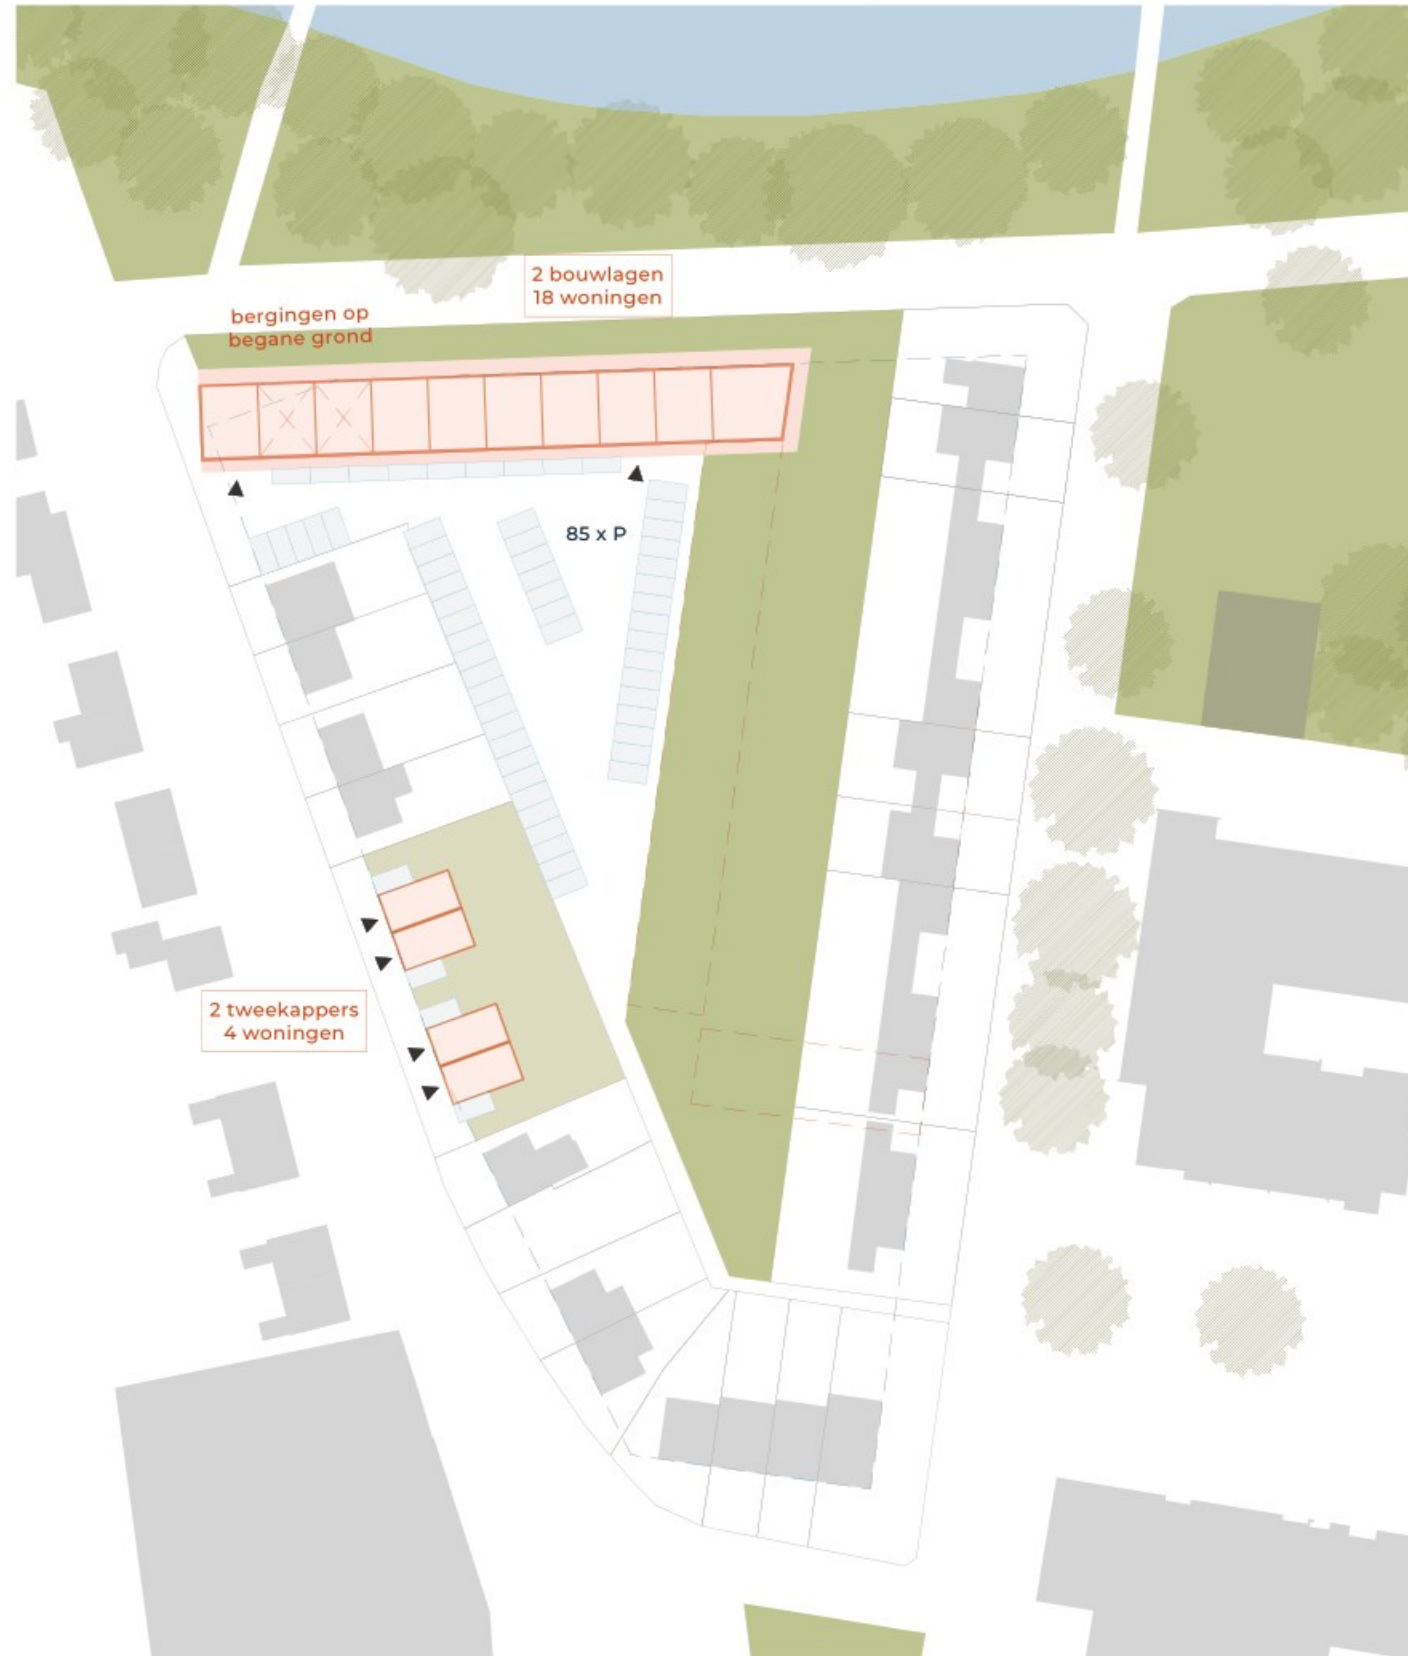 2 bouwlagen
18 woningen
bergingen op
begane grond
85 x P
2 tweekappers
4 woningen